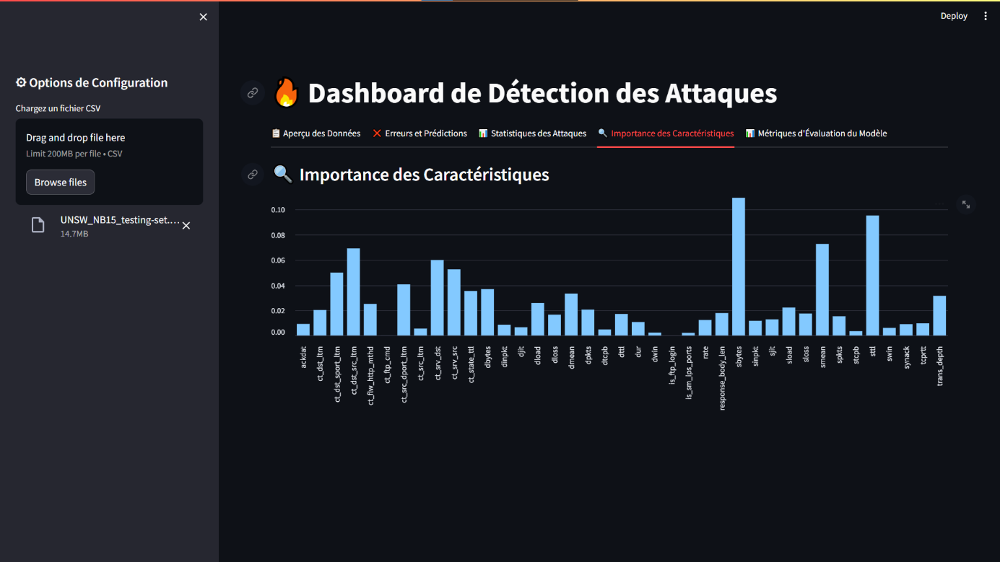 Deploy
Options de Configuration
Chargez un fichier CSV
Drag and drop file here
Limit 200MB per file • CSV
Browse files
UNSW_NB15_testing-set....
14.7MB
Dashboard de Détection des Attaques
Aperçu des Données Erreurs et Prédictions Statistiques des Attaques Importance des Caractéristiques Métriques d'Évaluation du Modèle
Importance des Caractéristiques
0.10
0.08
0.06
0.04
0.02
0.00
ackdat
ct_dst_ltm
ct_dst_sport_ltm
ct_dst_src_ltm
ct_flw_http_mthd
ct_ftp_cmd
ct_src_dport_ltm
ct_src_ltm
ct_srv_dst
ct_srv_src
ct_state_ttl
dbytes
dinpkt
djit
dload
dloss
dmean
dpkts
dtcpb
dttl
dur
dwin
is_ftp_login
is_sm_ips_ports
rate
response_body_len
sbytes
sinpkt
sjit
sload
sloss
smean
spkts
stcpb
sttl
swin
synack
tcprtt
trans_depth